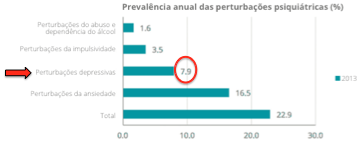 Prevalência anual das perturbações psiquiátricas (%)
Perturbações do abuso e
dependência do álcool
1.6
Perturbações da impulsividade
3.5
Perturbações depressivas
7.9
Perturbações da ansiedade
16.5
Total
22.9
2013
0.0 10.0 20.0 30.0